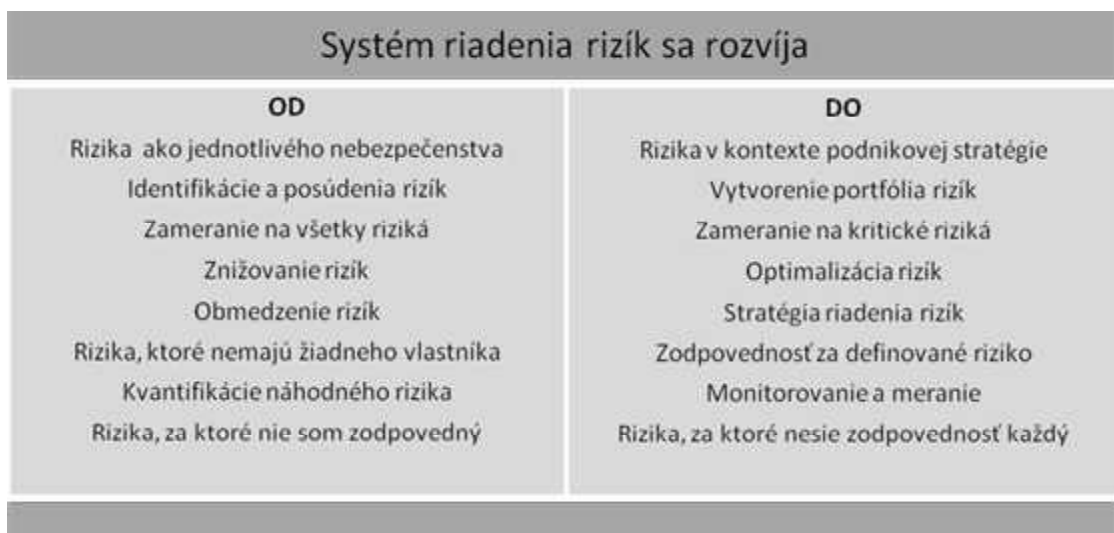 Systém riadenia rizík sa rozvíja
OD
Rizika ako jednotlivého nebezpečenstva
Identifikácie a posúdenia rizík
Zameranie na všetky riziká
Znižovanie rizík
Obmedzenie rizík
Rizika, ktoré nemajú žiadneho vlastníka
Kvantifikácie náhodného rizika
Rizika, za ktoré nie som zodpovedný
DO
Rizika v kontexte podnikovej stratégie
Vytvorenie portfólia rizík
Zameranie na kritické riziká
Optimalizácia rizík
Stratégia riadenia rizík
Zodpovednosť za definované riziko
Monitorovanie a meranie
Rizika, za ktoré nesie zodpovednosť každý